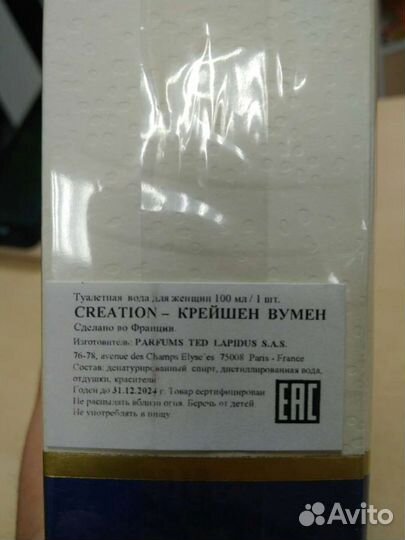 Туалетная вода для женщин 100 мл / 1 шт.
CREATION – КРЕЙШЕН ВУМЕН
Сделано во Франции
Изготовитель: PARFUMS TED LAPIDUS S.A.S.
76-78, avenue des Champs Elyse'es 75008 Paris - France
Состав: денатурированный спирт, дистиллированная вода,
отдушки, красители
Годен до 31.12.2024 г. Товар сертифицирован
Не распылять вблизи огня. Беречь от детей
Не употреблять в пищу
EAC
Avito